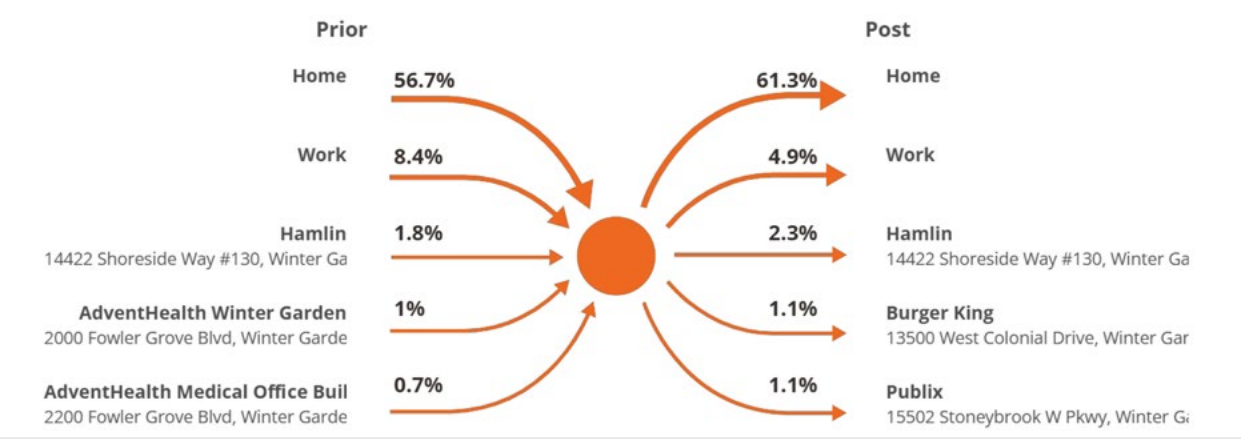 Prior
Post
Home
56.7%
61.3%
Home
Work
8.4%
4.9%
Work
Hamlin
1.8%
2.3%
Hamlin
14422 Shoreside Way #130, Winter Ga
14422 Shoreside Way #130, Winter Ga
AdventHealth Winter Garden
1%
1.1%
Burger King
2000 Fowler Grove Blvd, Winter Garde
13500 West Colonial Drive, Winter Gar
AdventHealth Medical Office Buil
0.7%
1.1%
Publix
2200 Fowler Grove Blvd, Winter Garde
15502 Stoneybrook W Pkwy, Winter Ga